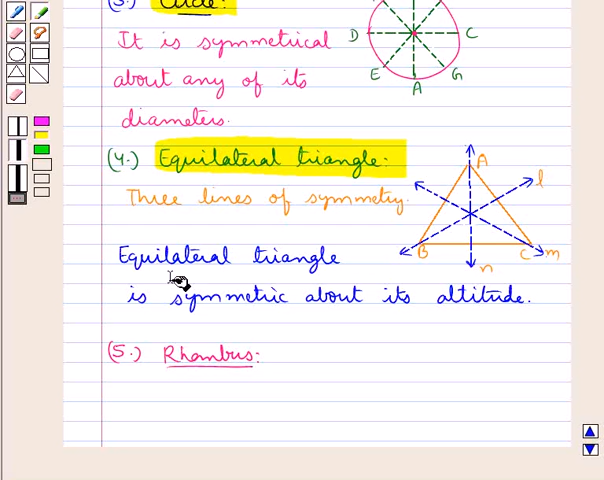 (3.) Circle:
It is symmetrical
about any of its
diameters.
D C
E G
A
(4.) Equilateral triangle:
Three lines of symmetry.
A
l
B C m
n
Equilateral triangle
is symmetric about its altitude.
(5.) Rhombus: